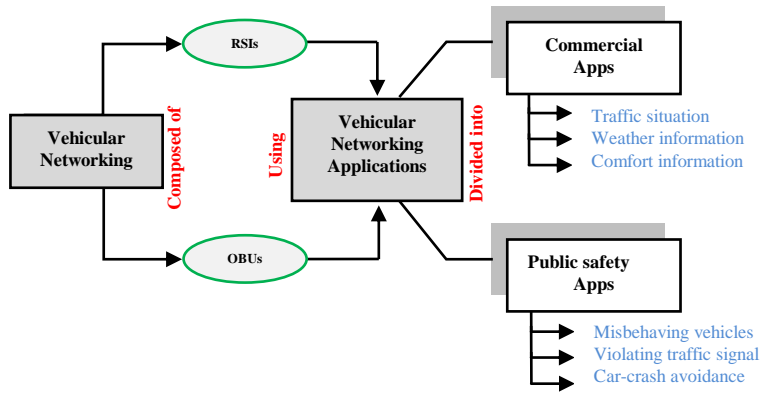 Vehicular
Networking
Composed of
RSIs
OBUs
Using
Vehicular
Networking
Applications
Divided into
Commercial
Apps
Traffic situation
Weather information
Comfort information
Public safety
Apps
Misbehaving vehicles
Violating traffic signal
Car-crash avoidance